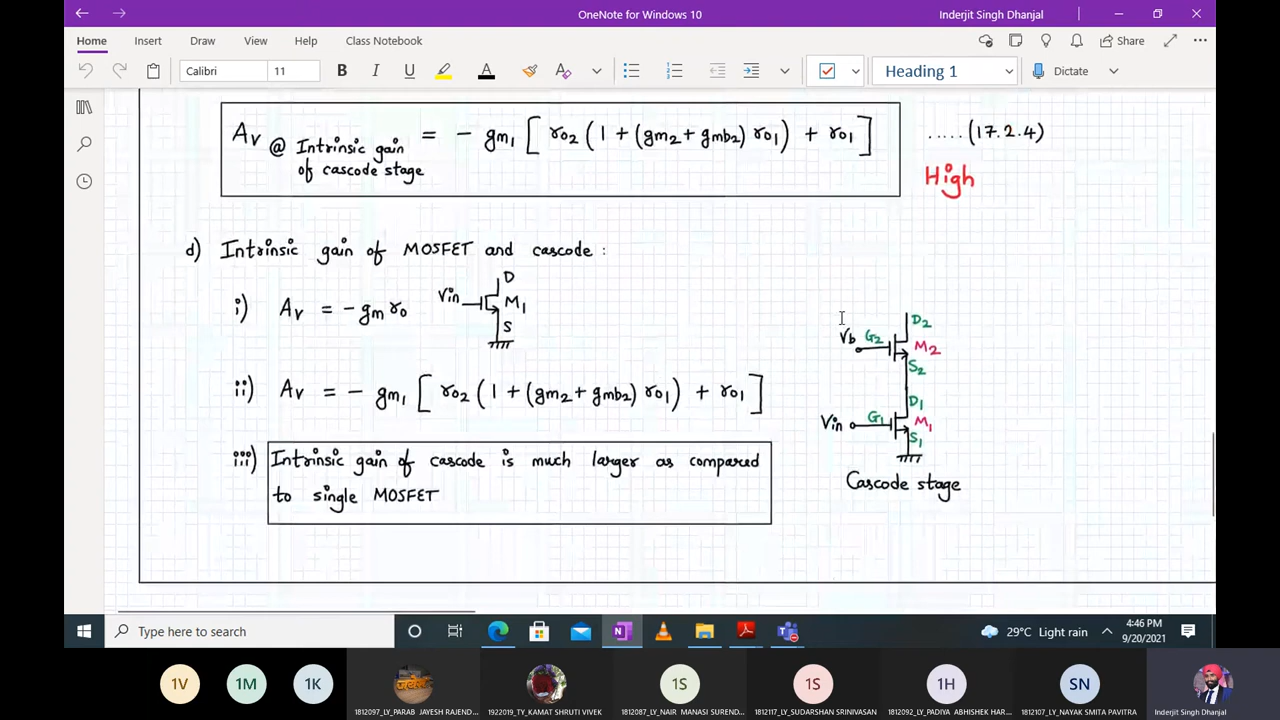 OneNote for Windows 10
Inderjit Singh Dhanjal
Home Insert Draw View Help Class Notebook
Share
Calibri 11 B I U A A Heading 1 Dictate
Av @ Intrinsic gain of cascode stage = - gm1 [ ro2 ( 1 + (gm2 + gmb2) ro1 ) + ro1 ] .....(17.2.4)
High
d) Intrinsic gain of MOSFET and cascode :
i) Av = - gm ro
Vin D M1 S
ii) Av = - gm1 [ ro2 ( 1 + (gm2 + gmb2) ro1 ) + ro1 ]
iii) Intrinsic gain of cascode is much larger as compared
to single MOSFET
D2
Vb G2 M2
S2
D1
Vin G1 M1
S1
Cascode stage
Type here to search
29°C Light rain
4:46 PM
9/20/2021
1V 1M 1K 1S 1S 1H SN
1812097_LY_PARAB JAYESH RAJEND... 1922019_TY_KAMAT SHRUTI VIVEK 1812087_LY_NAIR MANASI SUREND... 1812117_LY_SUDARSHAN SRINIVASAN 1812092_LY_PADIYA ABHISHEK HAR... 1812107_LY_NAYAK SMITA PAVITRA Inderjit Singh Dhanjal